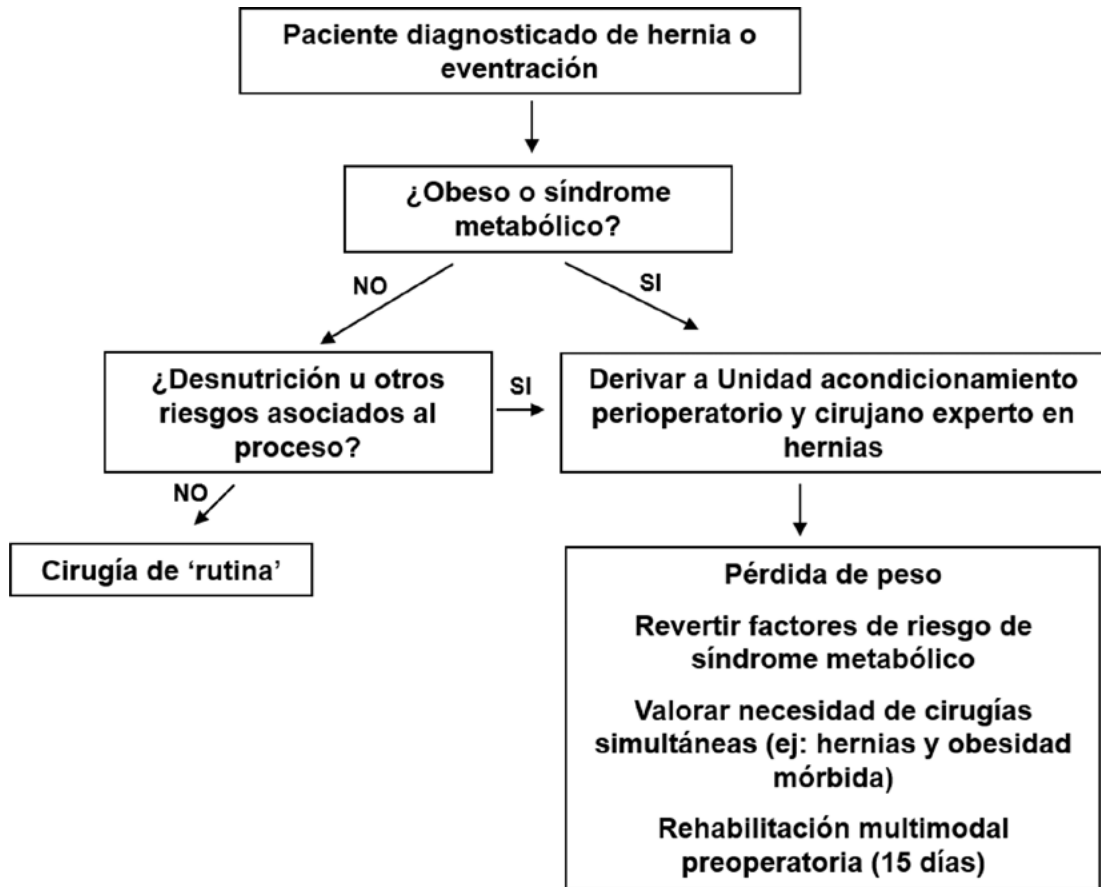 Paciente diagnosticado de hernia o
eventración
¿Obeso o síndrome
metabólico?
NO
SI
¿Desnutrición u otros
riesgos asociados al
proceso?
SI
Derivar a Unidad acondicionamiento
perioperatorio y cirujano experto en
hernias
NO
Cirugía de ‘rutina’
Pérdida de peso
Revertir factores de riesgo de
síndrome metabólico
Valorar necesidad de cirugías
simultáneas (ej: hernias y obesidad
mórbida)
Rehabilitación multimodal
preoperatoria (15 días)